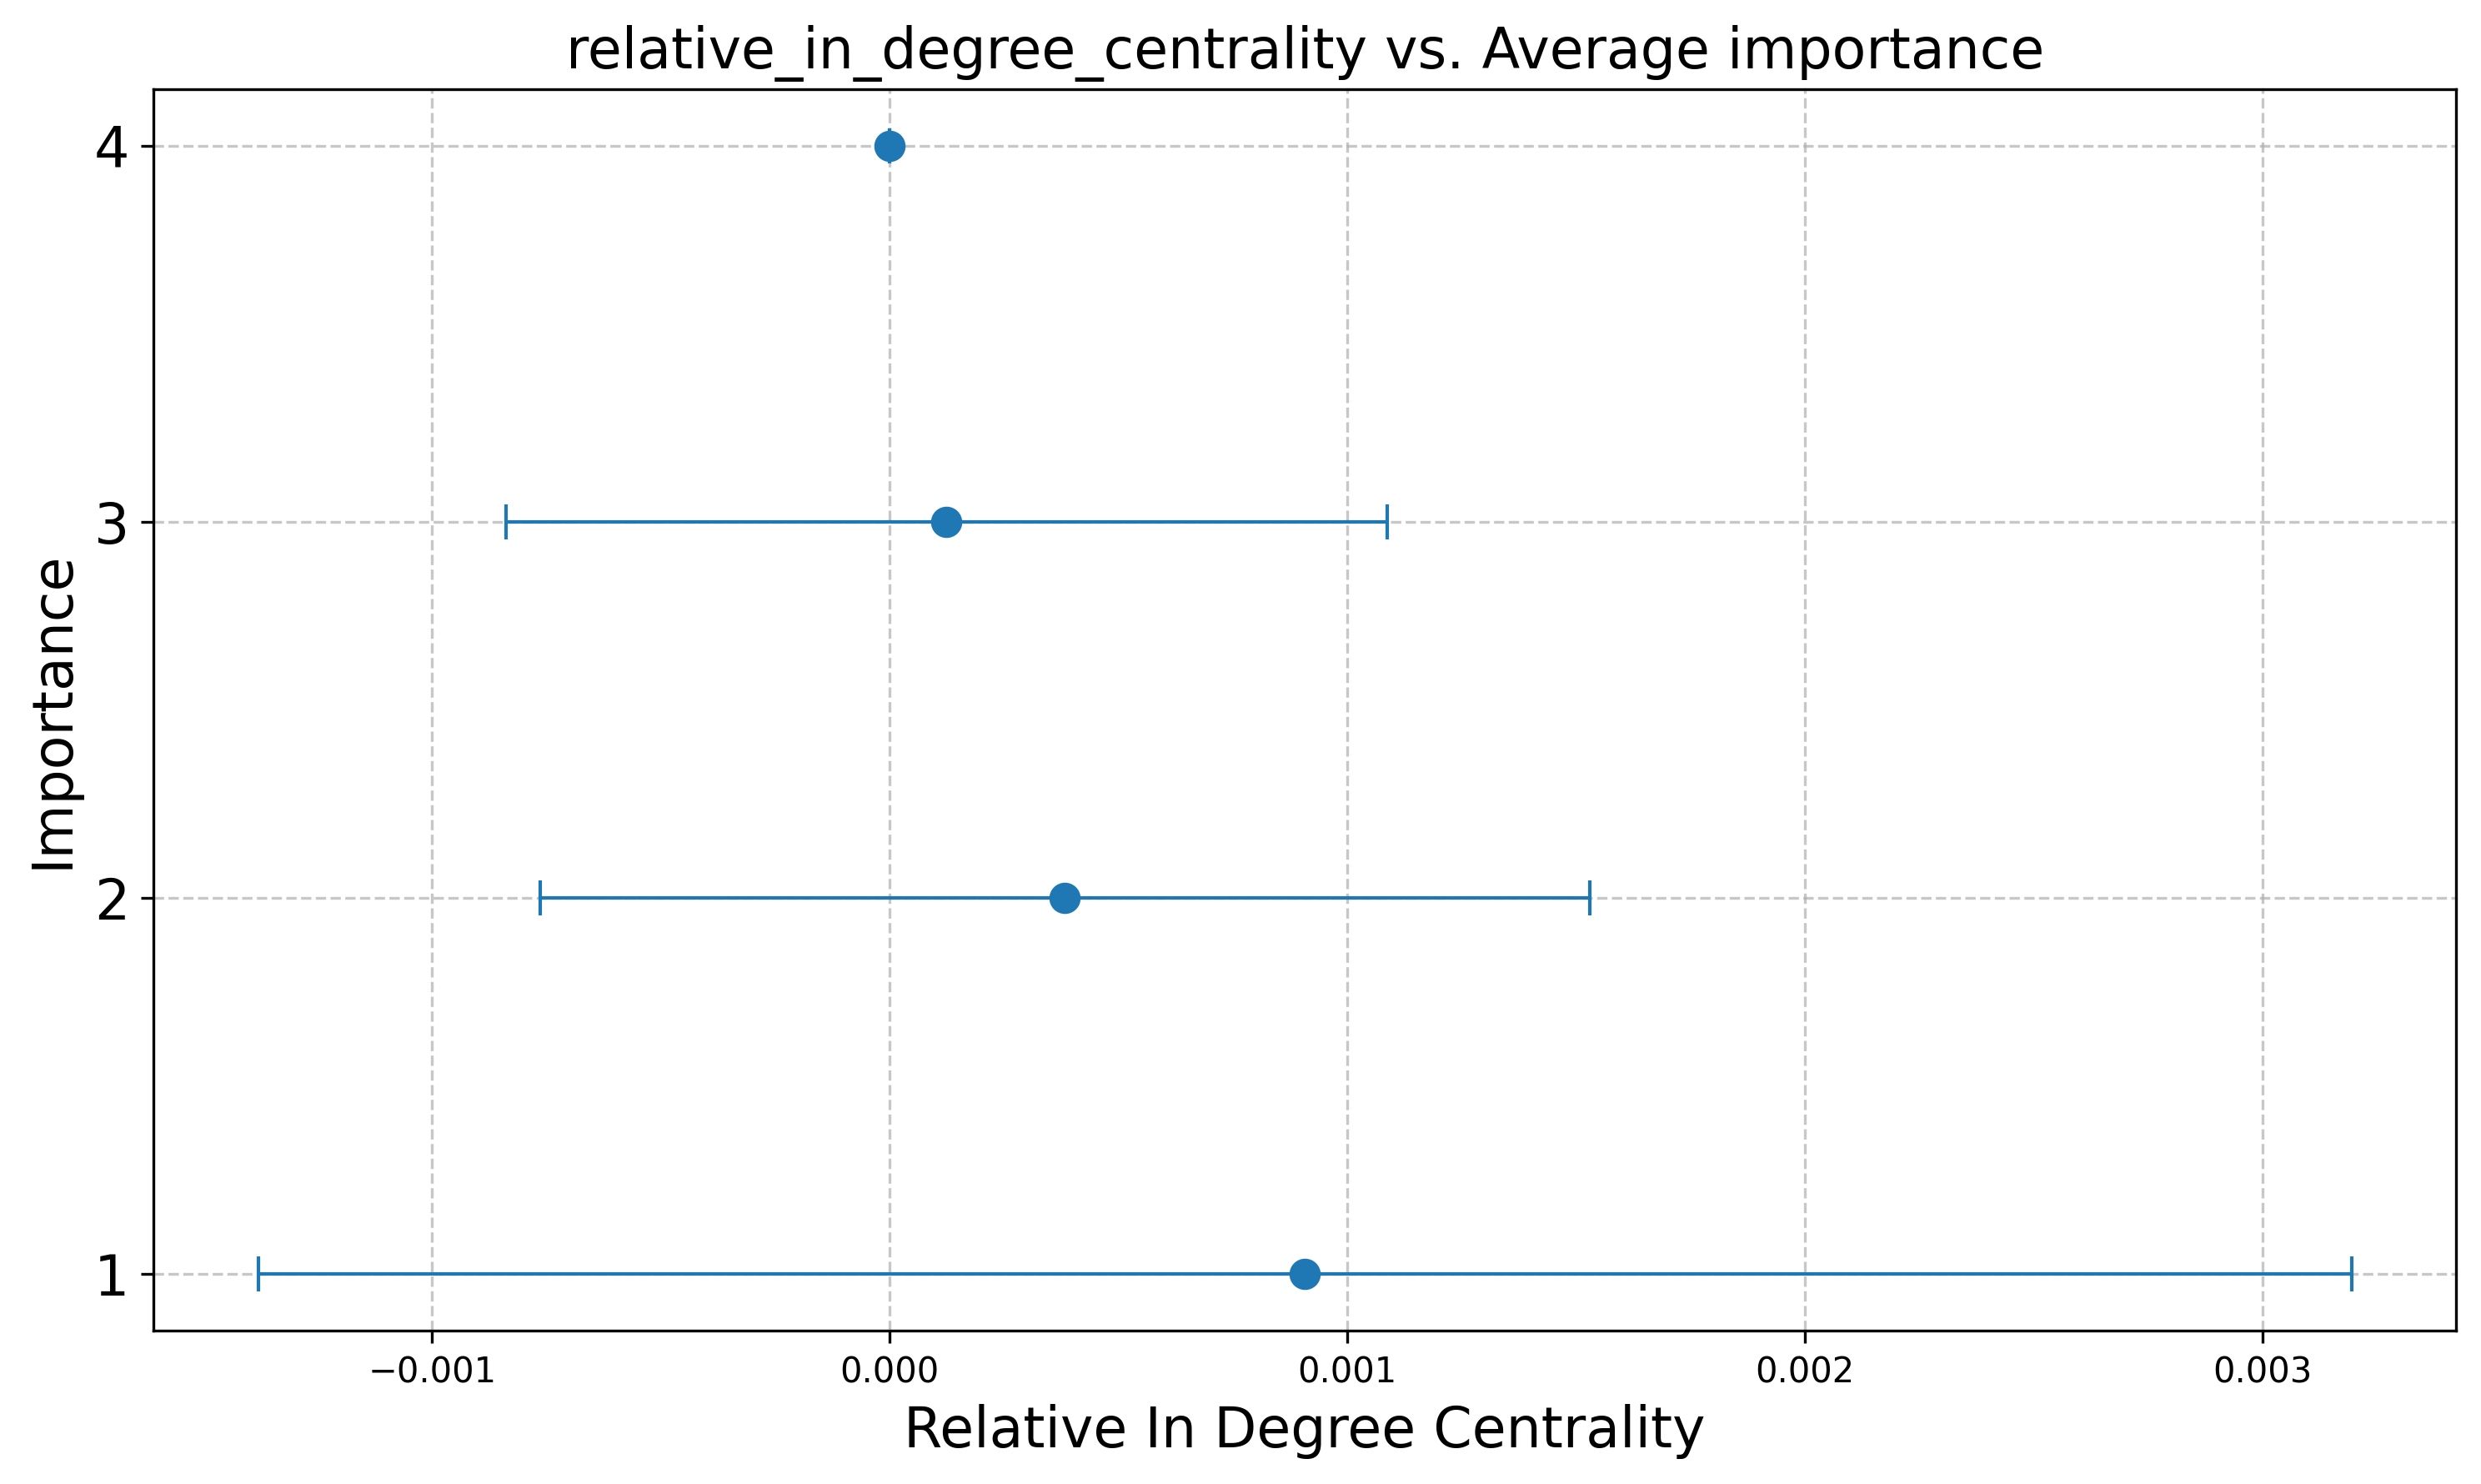 relative_in_degree_centrality vs. Average importance
4
3
2
1
Importance
−0.001 0.000 0.001 0.002 0.003
Relative In Degree Centrality